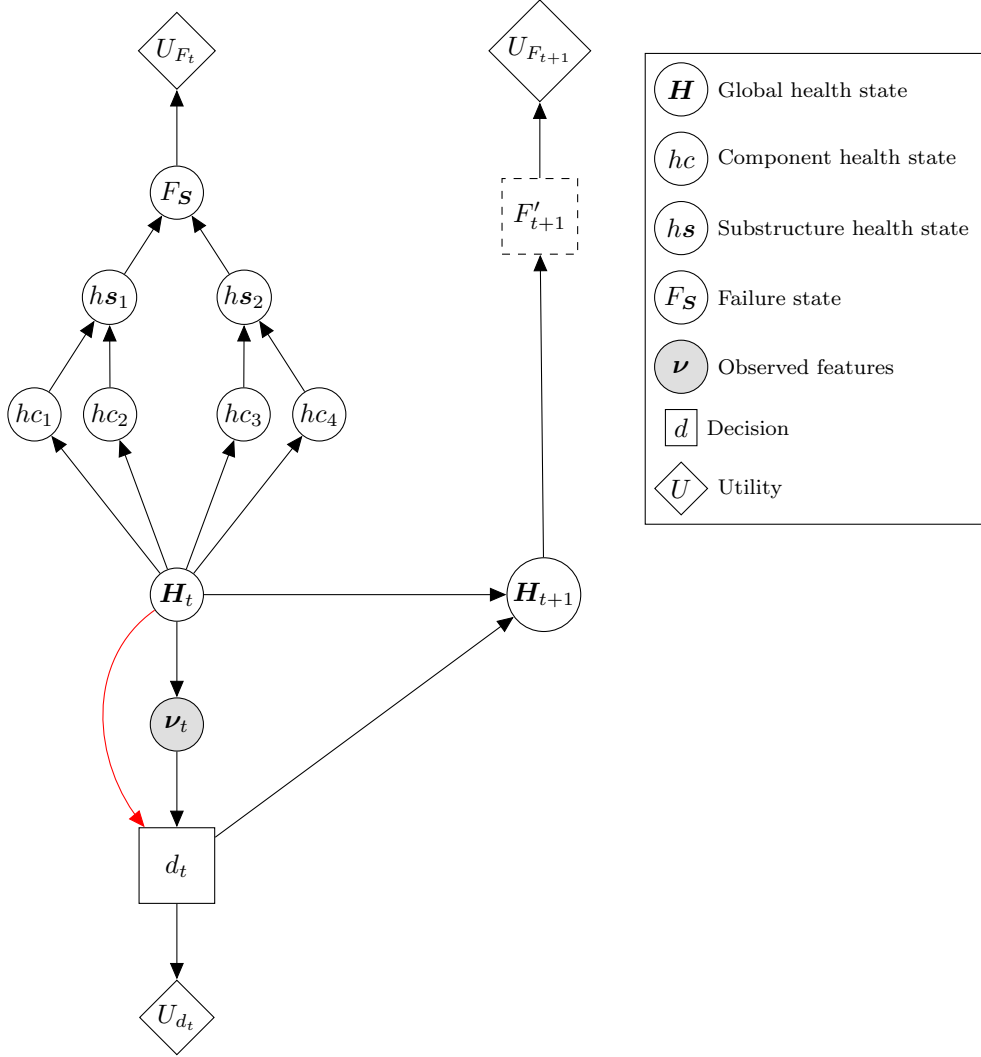 U_{F_t}
U_{F_{t+1}}
F_S
F'_{t+1}
hs_1
hs_2
hc_1
hc_2
hc_3
hc_4
H_t
H_{t+1}
ν_t
d_t
U_{d_t}
H Global health state
hc Component health state
hs Substructure health state
F_S Failure state
ν Observed features
d Decision
U Utility